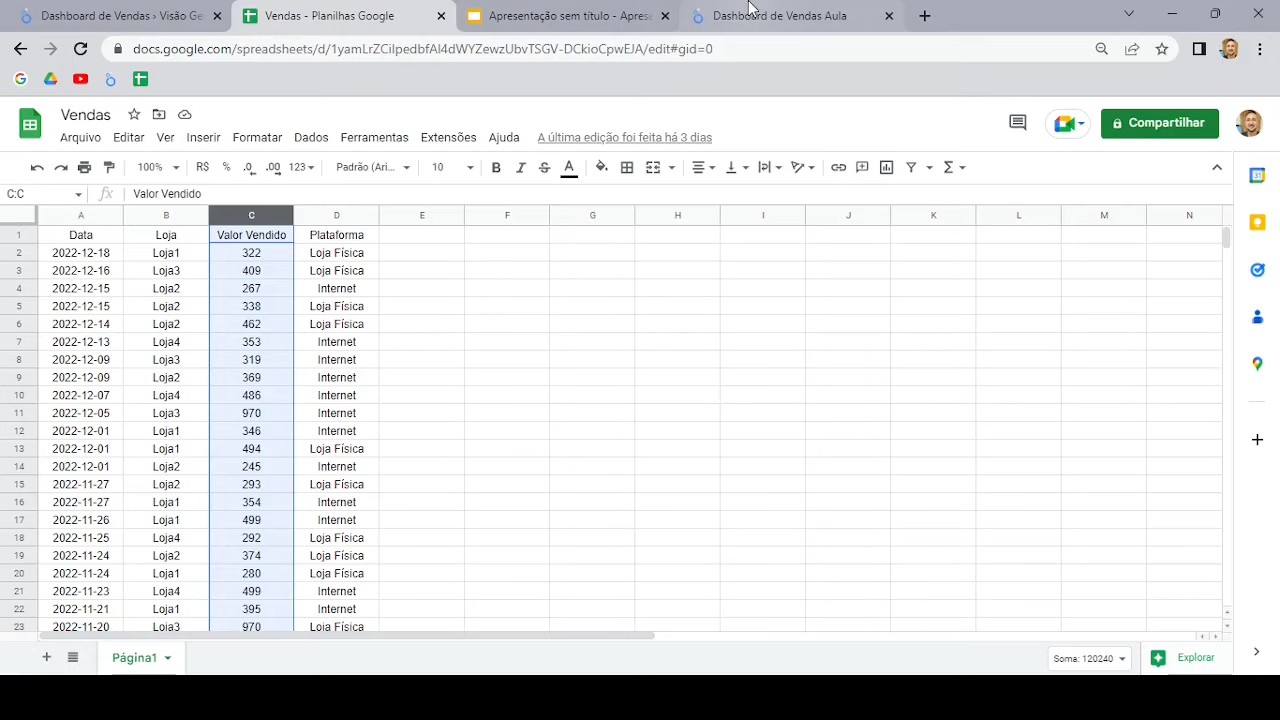 Dashboard de Vendas › Visão Ge
Vendas - Planilhas Google
Apresentação sem título - Apres
Dashboard de Vendas Aula
docs.google.com/spreadsheets/d/1yamLrZCiIpedbfAl4dWYZewzUbvTSGV-DCkioCpwEJA/edit#gid=0
Vendas
Arquivo Editar Ver Inserir Formatar Dados Ferramentas Extensões Ajuda A última edição foi feita há 3 dias
Compartilhar
100% R$ % .0 .00 123 Padrão (Ari... 10 B I S A
C:C fx Valor Vendido
A B C D E F G H I J K L M N
1 Data Loja Valor Vendido Plataforma
2 2022-12-18 Loja1 322 Loja Física
3 2022-12-16 Loja3 409 Loja Física
4 2022-12-15 Loja2 267 Internet
5 2022-12-15 Loja2 338 Loja Física
6 2022-12-14 Loja2 462 Loja Física
7 2022-12-13 Loja4 353 Internet
8 2022-12-09 Loja3 319 Internet
9 2022-12-09 Loja2 369 Internet
10 2022-12-07 Loja4 486 Internet
11 2022-12-05 Loja3 970 Internet
12 2022-12-01 Loja1 346 Internet
13 2022-12-01 Loja1 494 Loja Física
14 2022-12-01 Loja2 245 Internet
15 2022-11-27 Loja2 293 Loja Física
16 2022-11-27 Loja1 354 Internet
17 2022-11-26 Loja1 499 Internet
18 2022-11-25 Loja4 292 Loja Física
19 2022-11-24 Loja2 374 Loja Física
20 2022-11-24 Loja1 280 Loja Física
21 2022-11-23 Loja4 499 Internet
22 2022-11-21 Loja1 395 Internet
23 2022-11-20 Loja3 970 Loja Física
Página1
Soma: 120240
Explorar